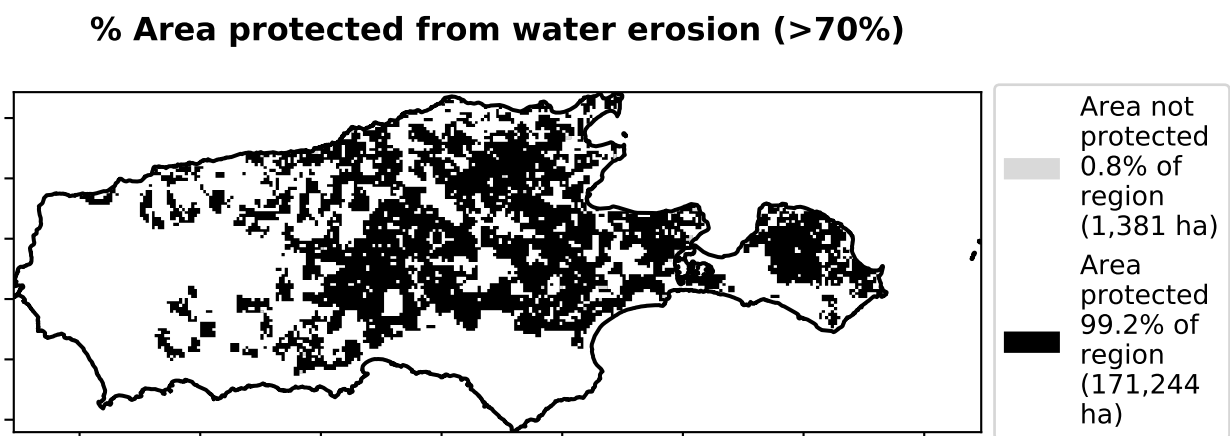 % Area protected from water erosion (>70%)
Area not
protected
0.8% of
region
(1,381 ha)
Area
protected
99.2% of
region
(171,244
ha)